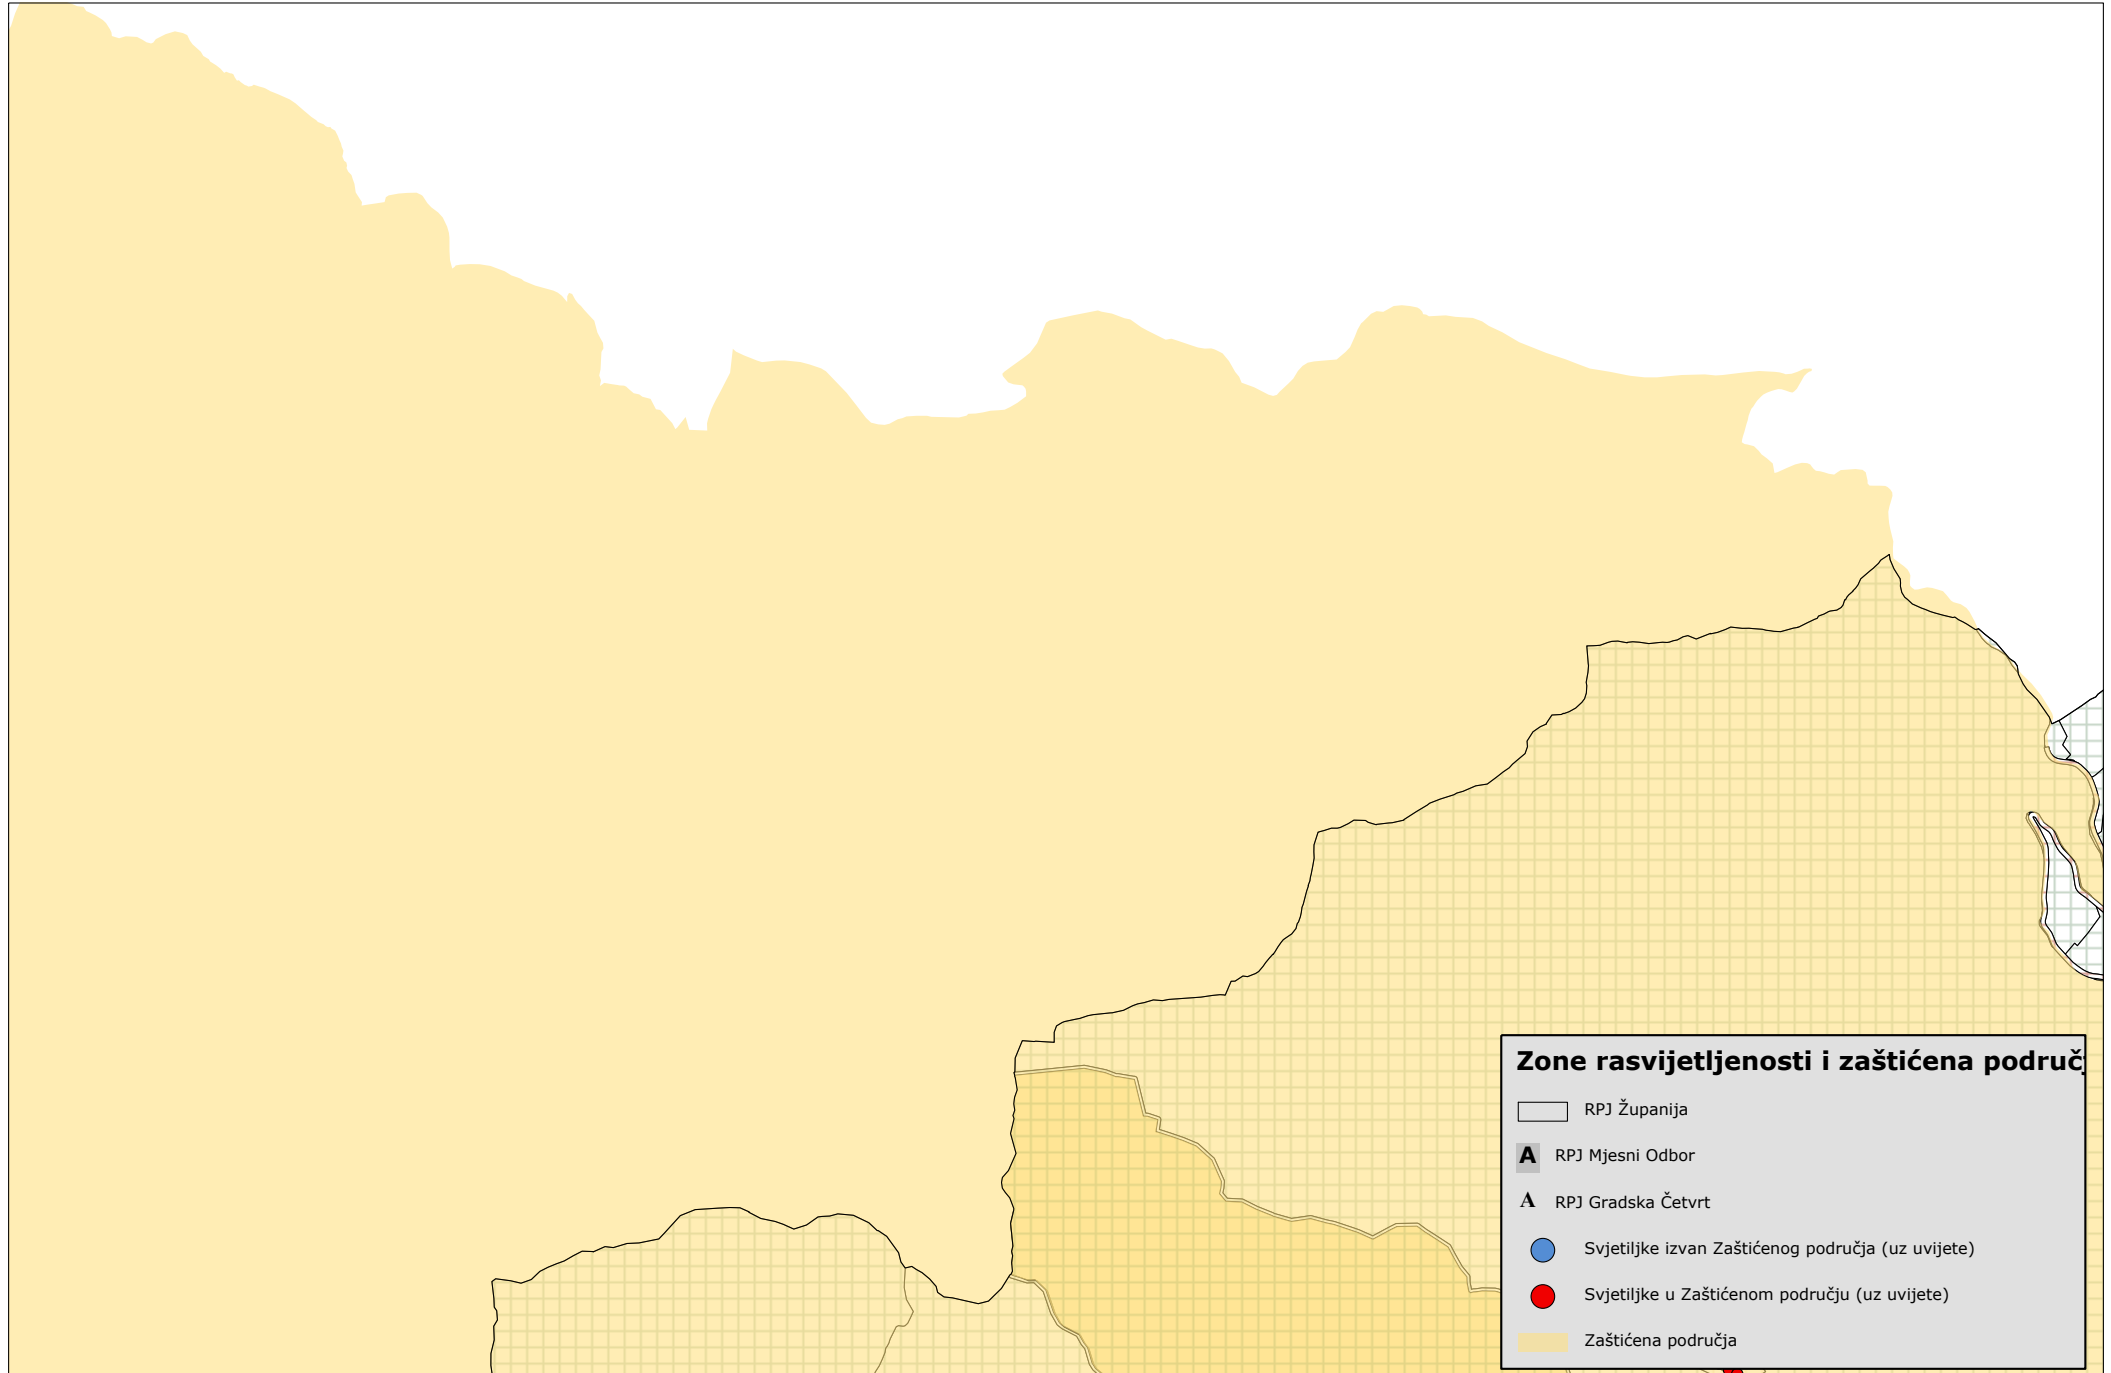 Zone rasvijetljenosti i zaštićena područj
RPJ Županija
A RPJ Mjesni Odbor
A RPJ Gradska Četvrt
Svjetiljke izvan Zaštićenog područja (uz uvijete)
Svjetiljke u Zaštićenom području (uz uvijete)
Zaštićena područja